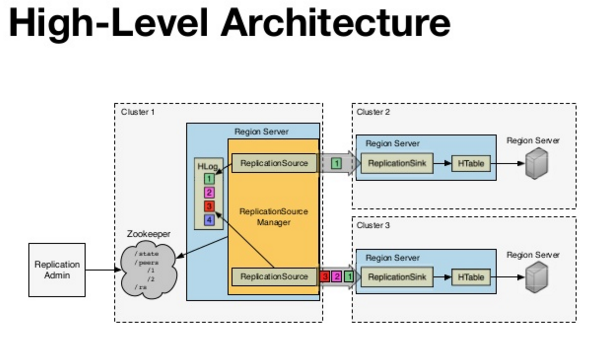 High-Level Architecture
Cluster 1
Region Server
HLog
1
2
3
4
ReplicationSource
ReplicationSource
Manager
ReplicationSource
1
3 2 1
Zookeeper
/state
/peers
/1
/2
/rs
Replication
Admin
Cluster 2
Region Server
ReplicationSink
HTable
Region Server
Cluster 3
Region Server
ReplicationSink
HTable
Region Server